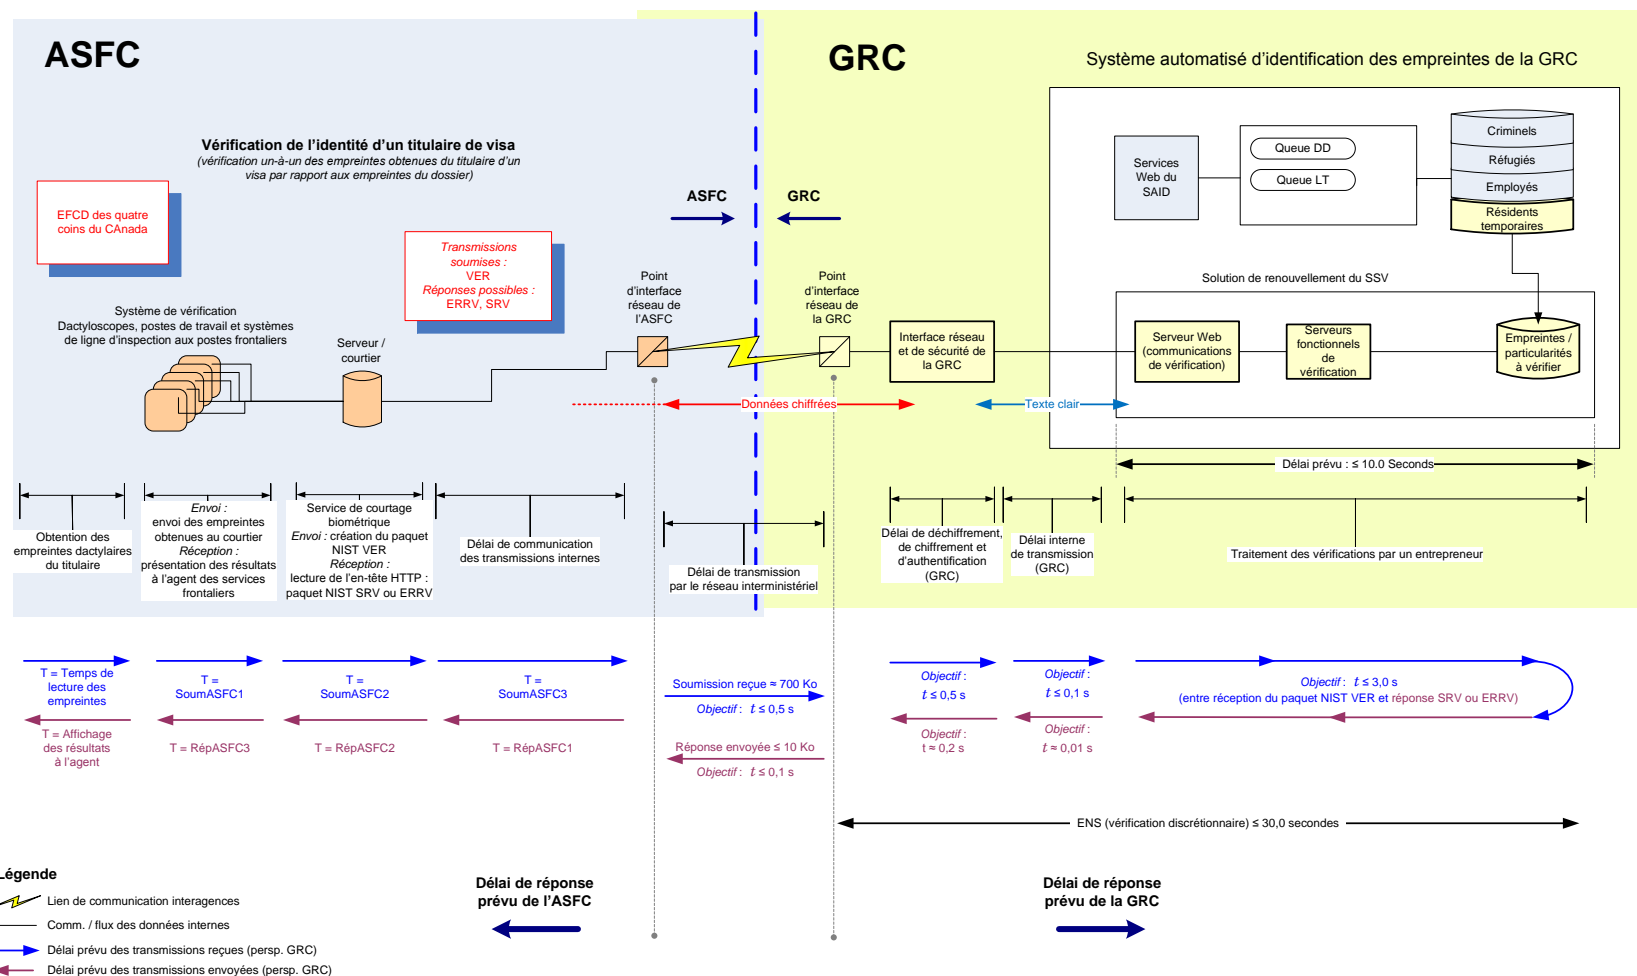 ASFC
GRC
Système automatisé d'identification des empreintes de la GRC
Vérification de l'identité d'un titulaire de visa
(vérification un-à-un des empreintes obtenues du titulaire d'un
visa par rapport aux empreintes du dossier)
EFCD des quatre
coins du CAnada
Transmissions
soumises :
VER
Réponses possibles :
ERRV, SRV
ASFC
GRC
Services
Web du
SAID
Queue DD
Queue LT
Criminels
Réfugiés
Employés
Résidents
temporaires
Système de vérification
Dactyloscopes, postes de travail et systèmes
de ligne d'inspection aux postes frontaliers
Serveur /
courtier
Point
d'interface
réseau de
l'ASFC
Point
d'interface
réseau de
la GRC
Solution de renouvellement du SSV
Interface réseau
et de sécurité de
la GRC
Serveur Web
(communications
de vérification)
Serveurs
fonctionnels
de
vérification
Empreintes /
particularités
à vérifier
Données chiffrées
Texte clair
Délai prévu : ≤ 10.0 Seconds
Obtention des
empreintes dactylaires
du titulaire
Envoi :
envoi des empreintes
obtenues au courtier
Réception :
présentation des résultats
à l'agent des services
frontaliers
Service de courtage
biométrique
Envoi : création du paquet
NIST VER
Réception :
lecture de l'en-tête HTTP :
paquet NIST SRV ou ERRV
Délai de communication
des transmissions internes
Délai de transmission
par le réseau interministériel
Délai de déchiffrement,
de chiffrement et
d'authentification
(GRC)
Délai interne
de transmission
(GRC)
Traitement des vérifications par un entrepreneur
T = Temps de
lecture des
empreintes
T =
SoumASFC1
T =
SoumASFC2
T =
SoumASFC3
Soumission reçue ≈ 700 Ko
Objectif : t ≤ 0,5 s
Objectif :
t ≤ 0,5 s
Objectif :
t ≤ 0,1 s
Objectif : t ≤ 3,0 s
(entre réception du paquet NIST VER et réponse SRV ou ERRV)
T = Affichage
des résultats
à l'agent
T = RépASFC3
T = RépASFC2
T = RépASFC1
Réponse envoyée ≤ 10 Ko
Objectif : t ≤ 0,1 s
Objectif :
t ≈ 0,2 s
Objectif :
t ≈ 0,01 s
ENS (vérification discrétionnaire) ≤ 30,0 secondes
Légende
Lien de communication interagences
Comm. / flux des données internes
Délai prévu des transmissions reçues (persp. GRC)
Délai prévu des transmissions envoyées (persp. GRC)
Délai de réponse
prévu de l'ASFC
Délai de réponse
prévu de la GRC